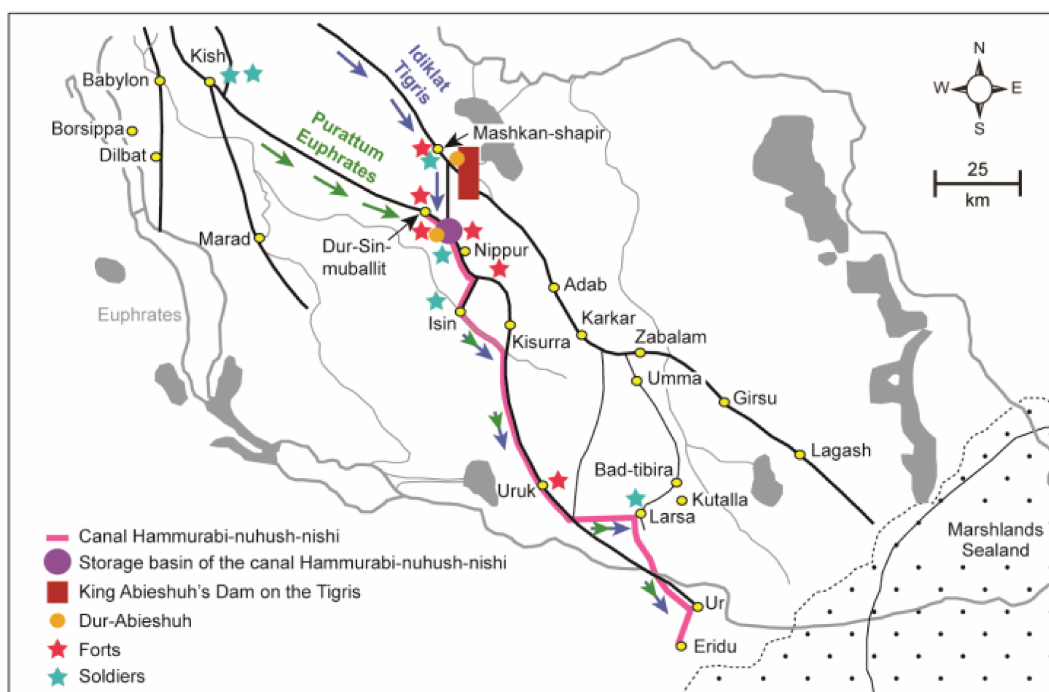 Kish
Babylon
Borsippa
Dilbat
Marad
Euphrates
Idiklat
Tigris
Purattum
Euphrates
Mashkan-shapir
Dur-Sin-
muballit
Nippur
Isin
Kisurra
Adab
Karkar
Zabalam
Umma
Girsu
Lagash
Bad-tibira
Kutalla
Uruk
Larsa
Ur
Eridu
Marshlands
Sealand
N
W
E
S
25
km
Canal Hammurabi-nuhush-nishi
Storage basin of the canal Hammurabi-nuhush-nishi
King Abieshuh's Dam on the Tigris
Dur-Abieshuh
Forts
Soldiers